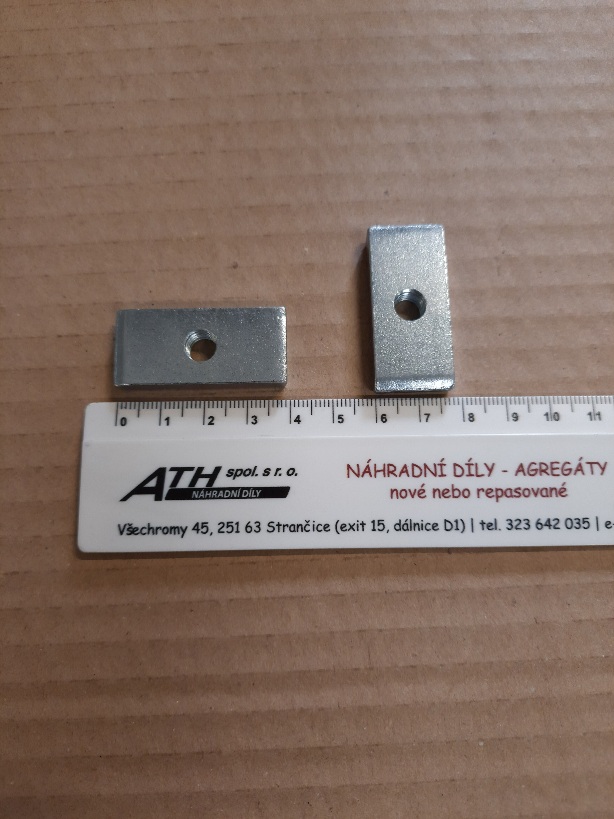 0 1 2 3 4 5 6 7 8 9 10 11
ATH spol. s r. o.
NÁHRADNÍ DÍLY
NÁHRADNÍ DÍLY - AGREGÁTY
nové nebo repasované
Všechromy 45, 251 63 Strančice (exit 15, dálnice D1) | tel. 323 642 035 | e-